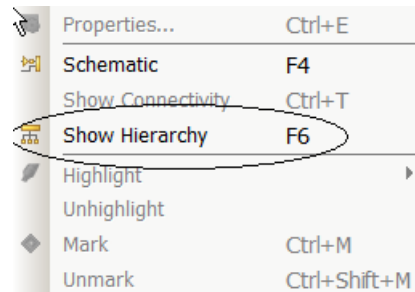 Properties... Ctrl+E
Schematic F4
Show Connectivity Ctrl+T
Show Hierarchy F6
Highlight
Unhighlight
Mark Ctrl+M
Unmark Ctrl+Shift+M